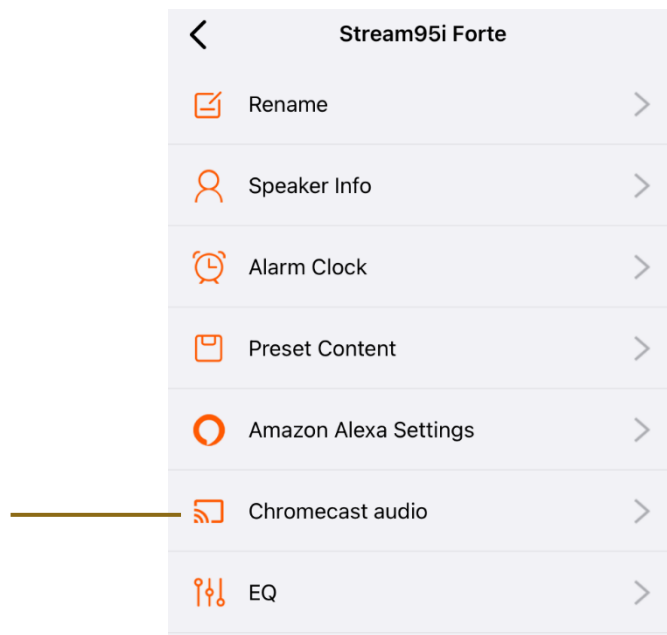 Stream95i Forte
Rename
Speaker Info
Alarm Clock
Preset Content
Amazon Alexa Settings
Chromecast audio
EQ